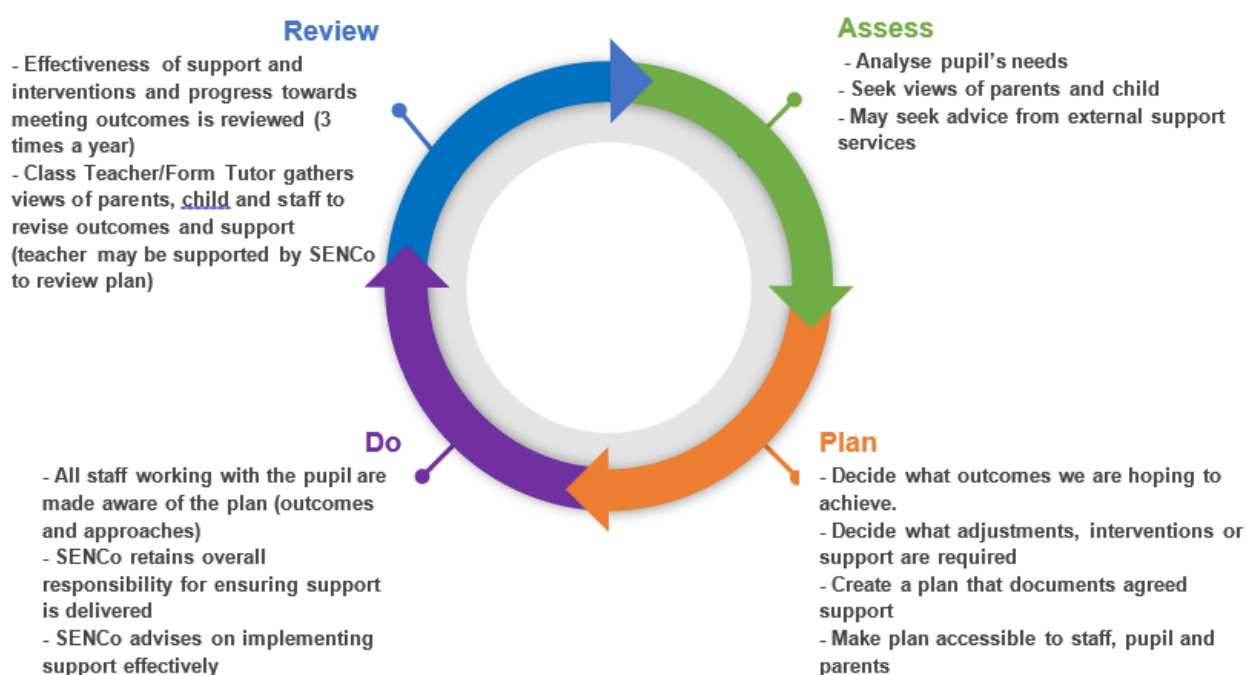 Review
- Effectiveness of support and
interventions and progress towards
meeting outcomes is reviewed (3
times a year)
- Class Teacher/Form Tutor gathers
views of parents, child and staff to
revise outcomes and support
(teacher may be supported by SENCo
to review plan)
Assess
- Analyse pupil's needs
- Seek views of parents and child
- May seek advice from external support
services
Plan
- Decide what outcomes we are hoping to
achieve.
- Decide what adjustments, interventions or
support are required
- Create a plan that documents agreed
support
- Make plan accessible to staff, pupil and
parents
Do
- All staff working with the pupil are
made aware of the plan (outcomes
and approaches)
- SENCo retains overall
responsibility for ensuring support
is delivered
- SENCo advises on implementing
support effectively